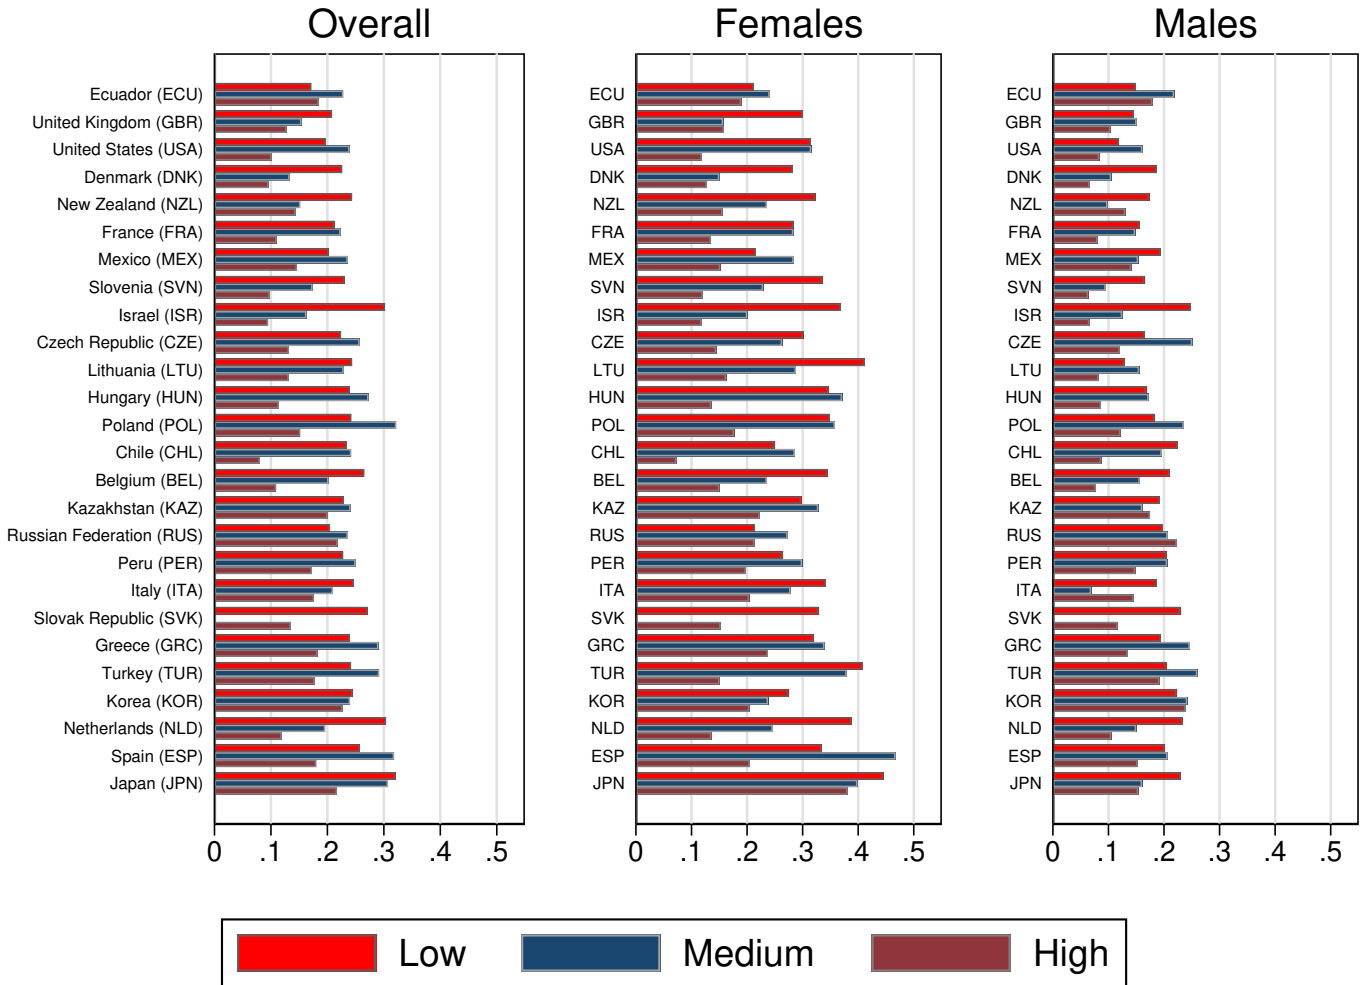 Overall Females Males
Ecuador (ECU) ECU ECU
United Kingdom (GBR) GBR GBR
United States (USA) USA USA
Denmark (DNK) DNK DNK
New Zealand (NZL) NZL NZL
France (FRA) FRA FRA
Mexico (MEX) MEX MEX
Slovenia (SVN) SVN SVN
Israel (ISR) ISR ISR
Czech Republic (CZE) CZE CZE
Lithuania (LTU) LTU LTU
Hungary (HUN) HUN HUN
Poland (POL) POL POL
Chile (CHL) CHL CHL
Belgium (BEL) BEL BEL
Kazakhstan (KAZ) KAZ KAZ
Russian Federation (RUS) RUS RUS
Peru (PER) PER PER
Italy (ITA) ITA ITA
Slovak Republic (SVK) SVK SVK
Greece (GRC) GRC GRC
Turkey (TUR) TUR TUR
Korea (KOR) KOR KOR
Netherlands (NLD) NLD NLD
Spain (ESP) ESP ESP
Japan (JPN) JPN JPN
0 .1 .2 .3 .4 .5 0 .1 .2 .3 .4 .5 0 .1 .2 .3 .4 .5
Low Medium High